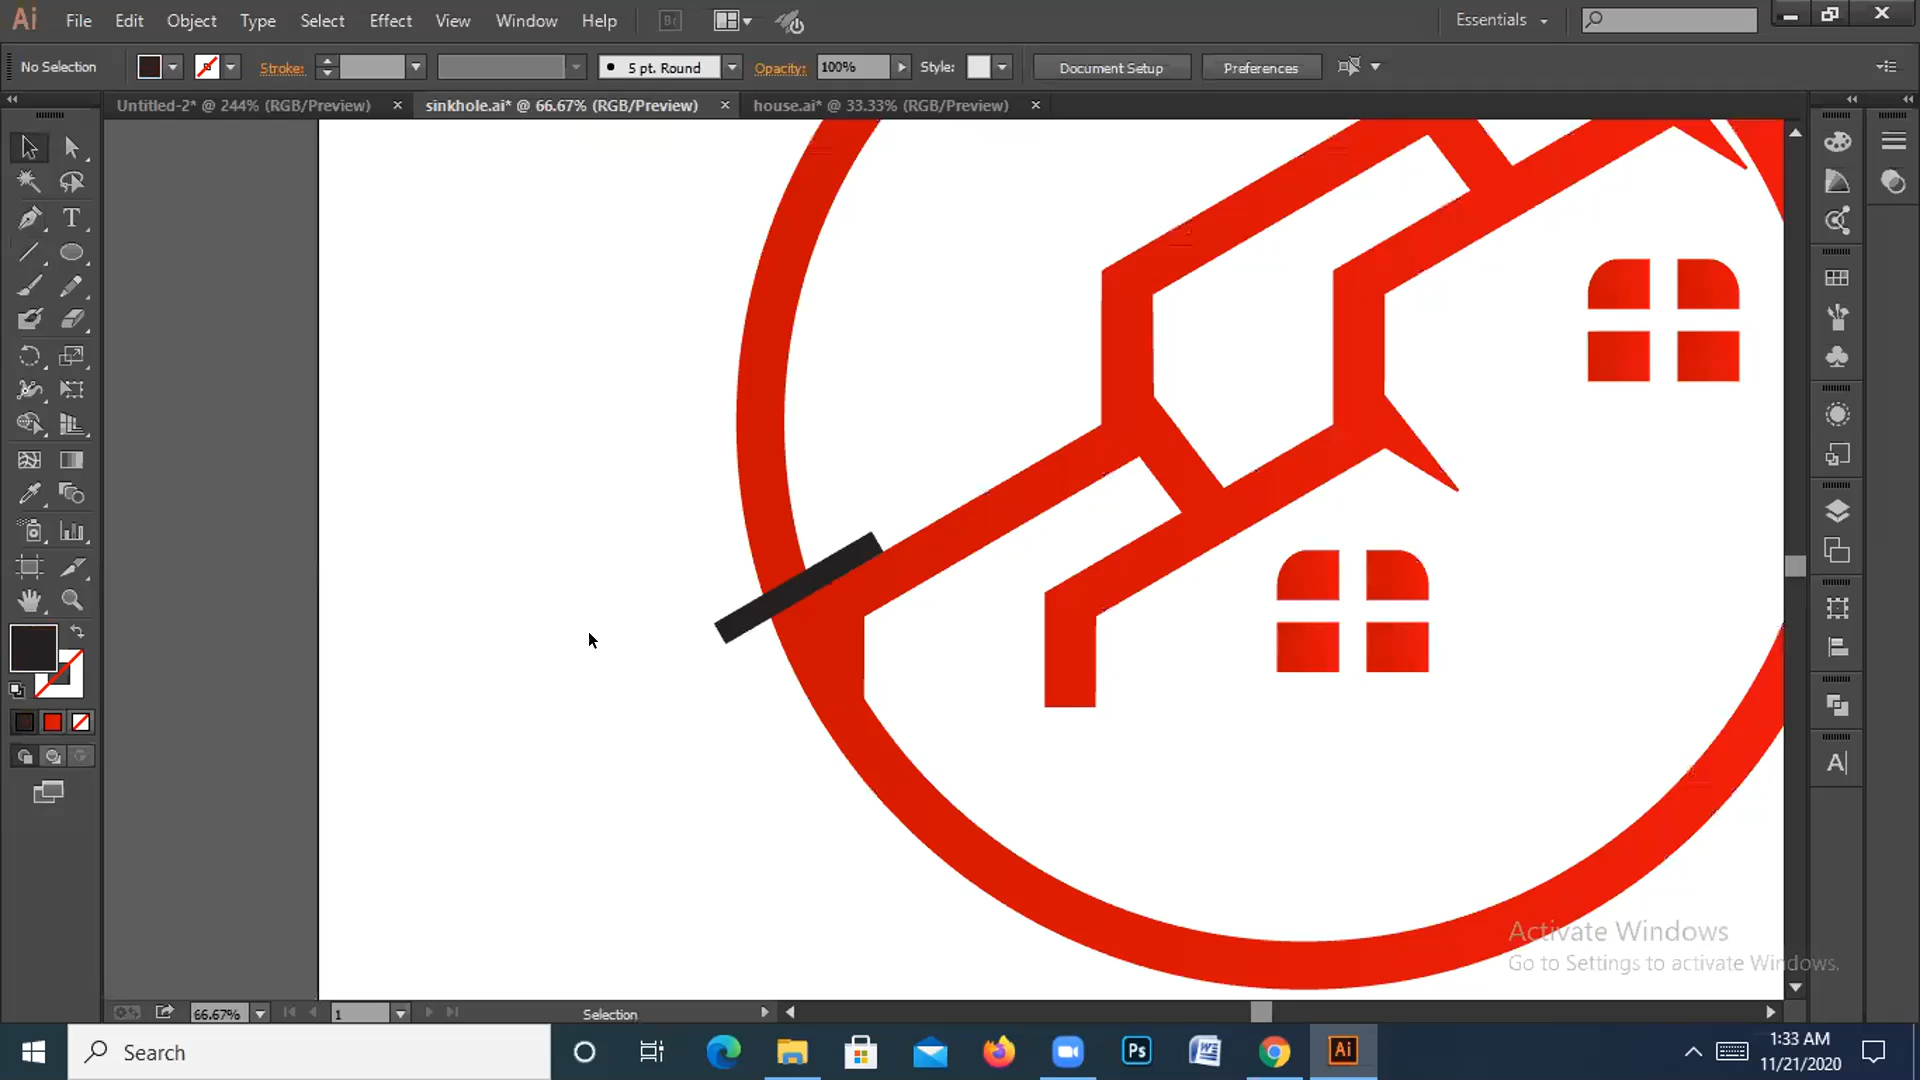 Ai File Edit Object Type Select Effect View Window Help Br Essentials
No Selection Stroke: 5 pt. Round Opacity: 100% Style: Document Setup Preferences
Untitled-2* @ 244% (RGB/Preview) × sinkhole.ai* @ 66.67% (RGB/Preview) × house.ai* @ 33.33% (RGB/Preview) ×
Activate Windows
Go to Settings to activate Windows.
66.67% 1 Selection
Search Ps Ai
1:33 AM
11/21/2020